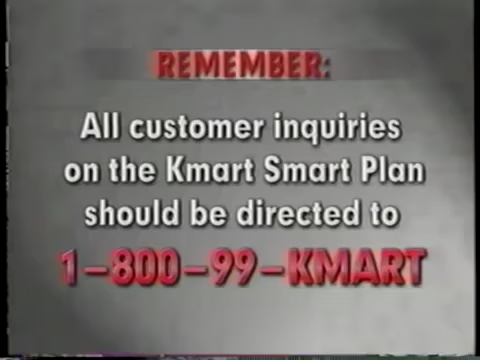 REMEMBER:
All customer inquiries
on the Kmart Smart Plan
should be directed to
1-800-99-KMART